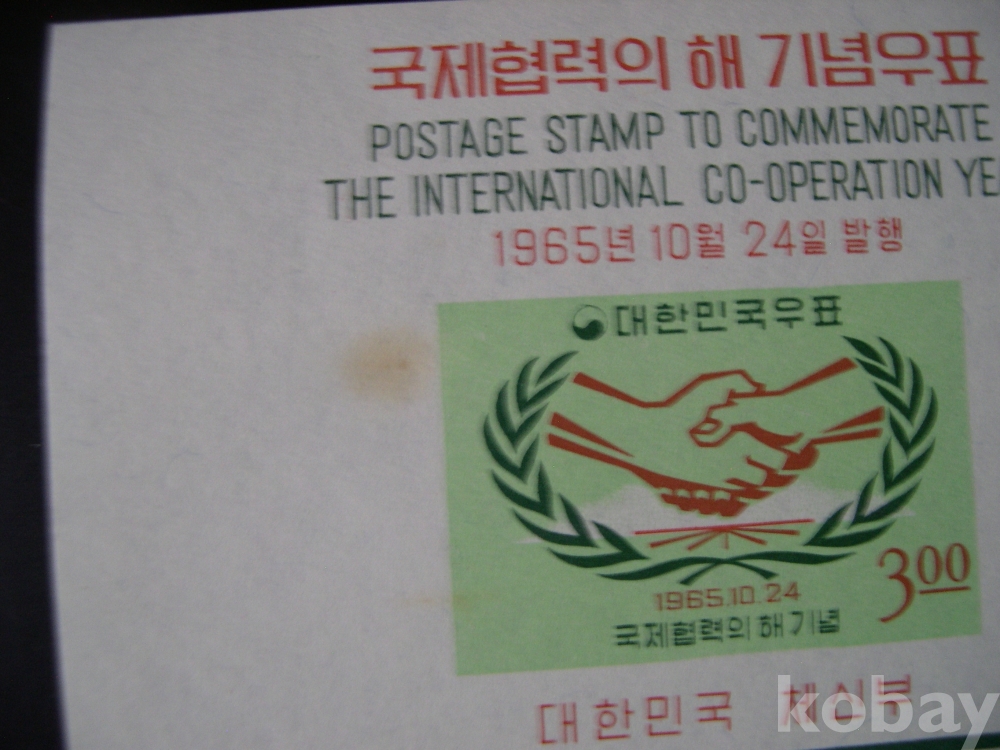 국제협력의 해 기념우표
POSTAGE STAMP TO COMMEMORATE
THE INTERNATIONAL CO-OPERATION YE
1965년 10월 24일 발행
대한민국우표
3.00
1965.10.24
국제협력의 해 기념
대한민국 체신부
kobay